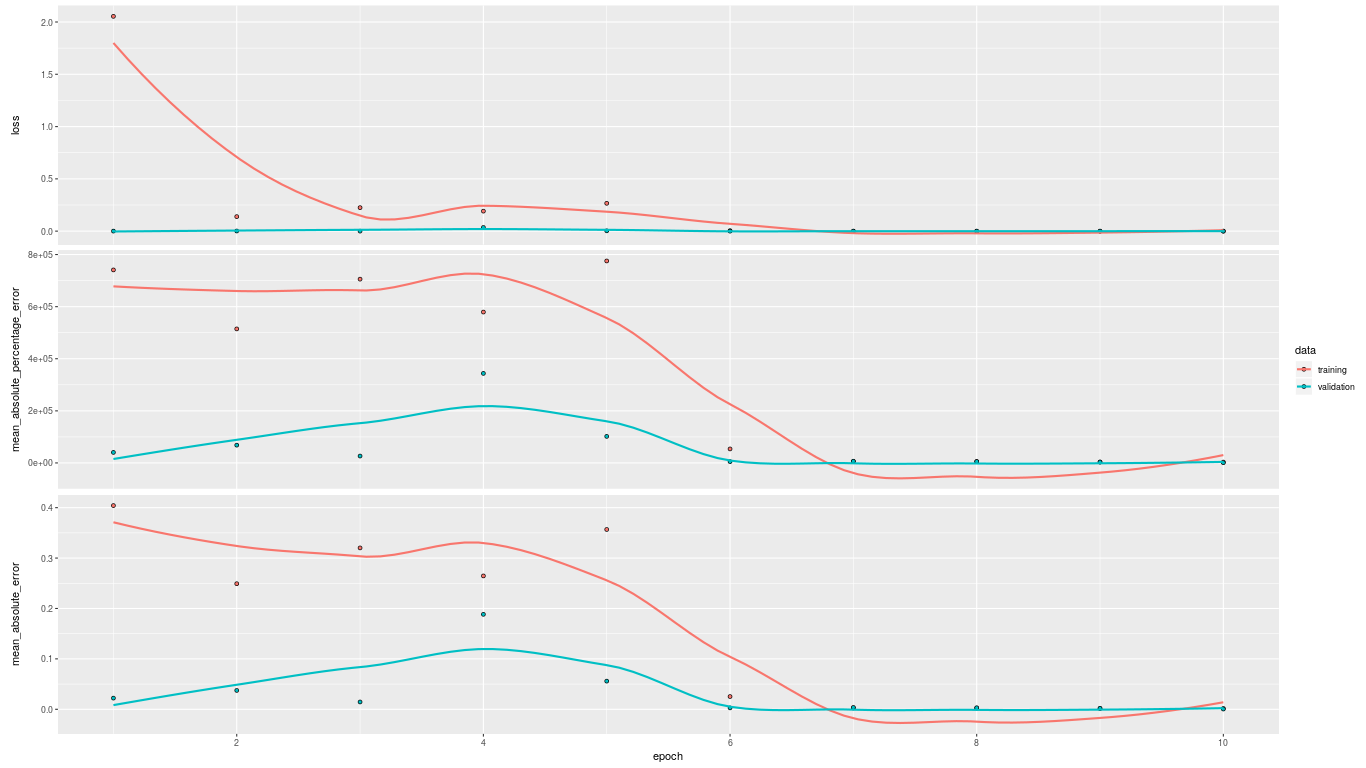 loss
2.0
1.5
1.0
0.5
0.0
mean_absolute_percentage_error
8e+05
6e+05
4e+05
2e+05
0e+00
mean_absolute_error
0.4
0.3
0.2
0.1
0.0
2 4 6 8 10
epoch
data
training
validation